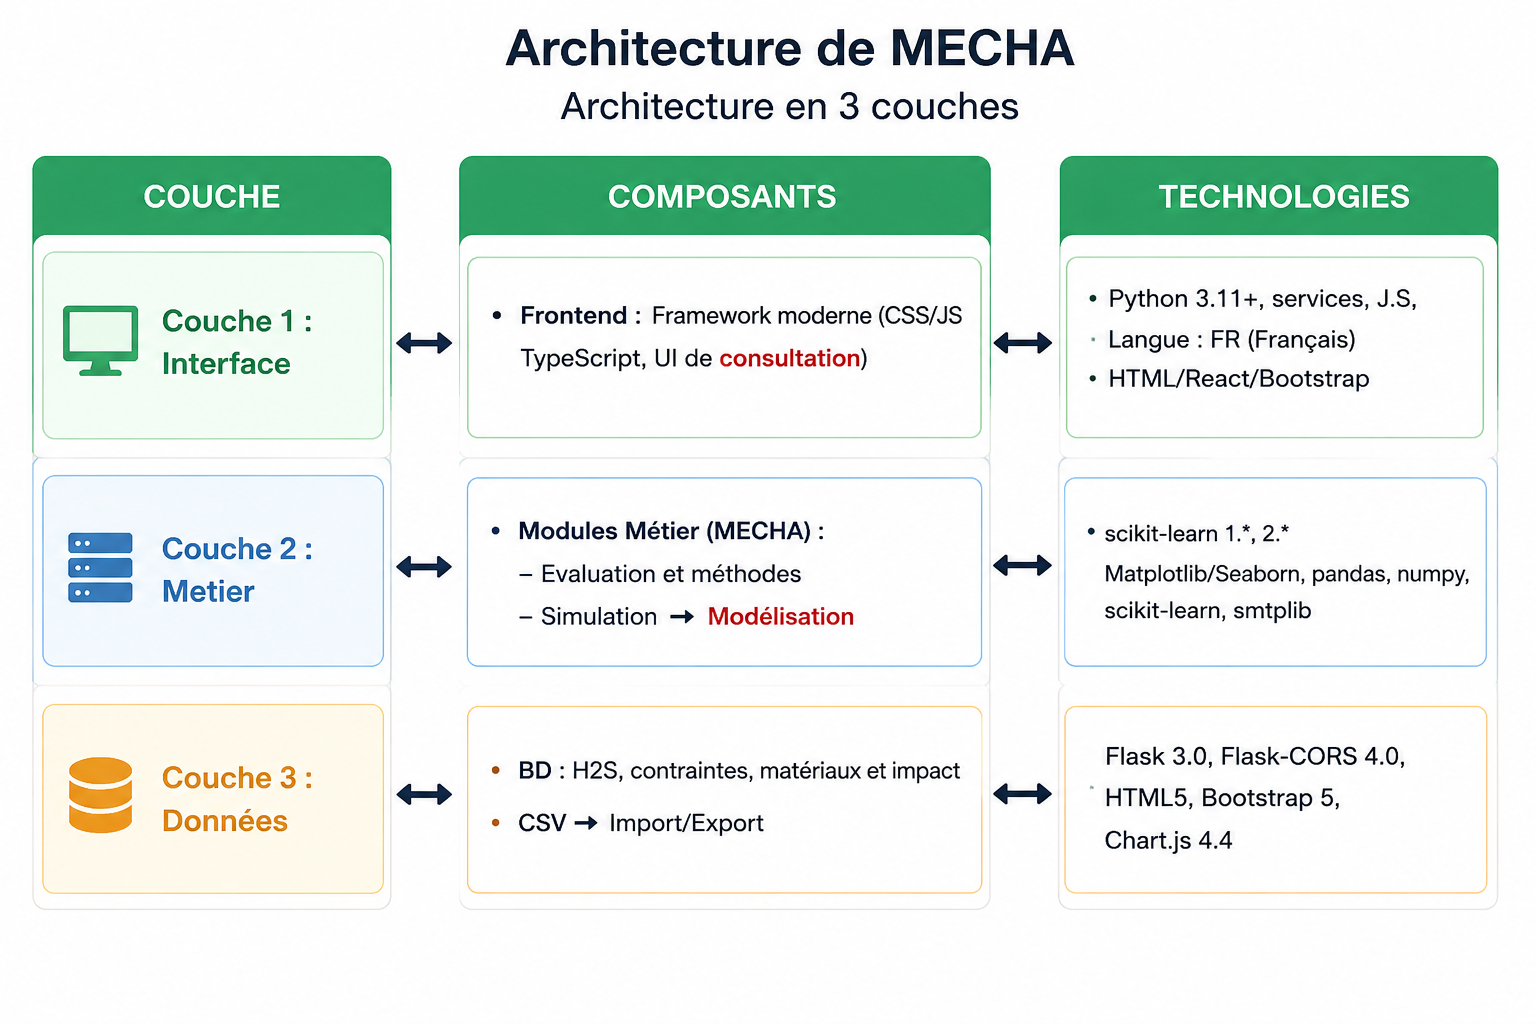 Architecture de MECHA
Architecture en 3 couches
COUCHE
COMPOSANTS
TECHNOLOGIES
Couche 1 :
Interface
• Frontend : Framework moderne (CSS/JS
TypeScript, UI de consultation)
• Python 3.11+, services, J.S,
· Langue : FR (Français)
• HTML/React/Bootstrap
Couche 2 :
Metier
• Modules Métier (MECHA) :
– Evaluation et méthodes
– Simulation → Modélisation
• scikit-learn 1.*, 2.*
Matplotlib/Seaborn, pandas, numpy,
scikit-learn, smtplib
Couche 3 :
Données
• BD : H2S, contraintes, matériaux et impact
• CSV → Import/Export
Flask 3.0, Flask-CORS 4.0,
HTML5, Bootstrap 5,
Chart.js 4.4